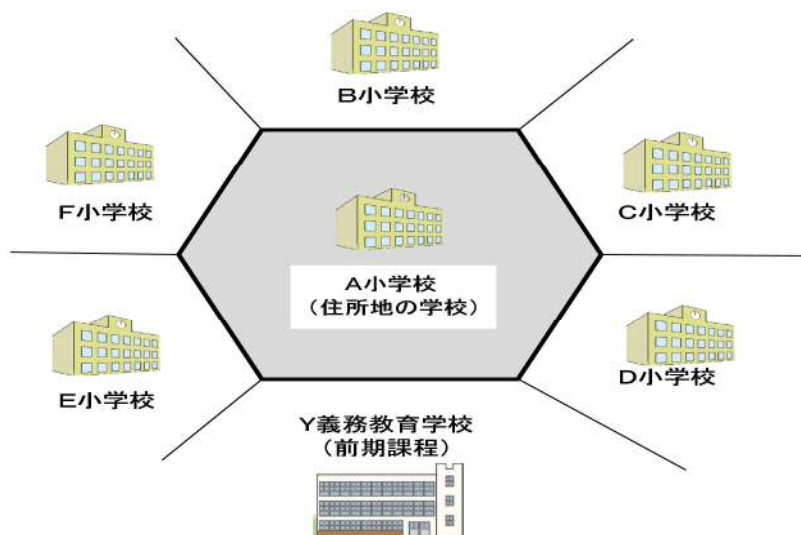 B小学校
F小学校
C小学校
A小学校
（住所地の学校）
E小学校
D小学校
Y義務教育学校
（前期課程）